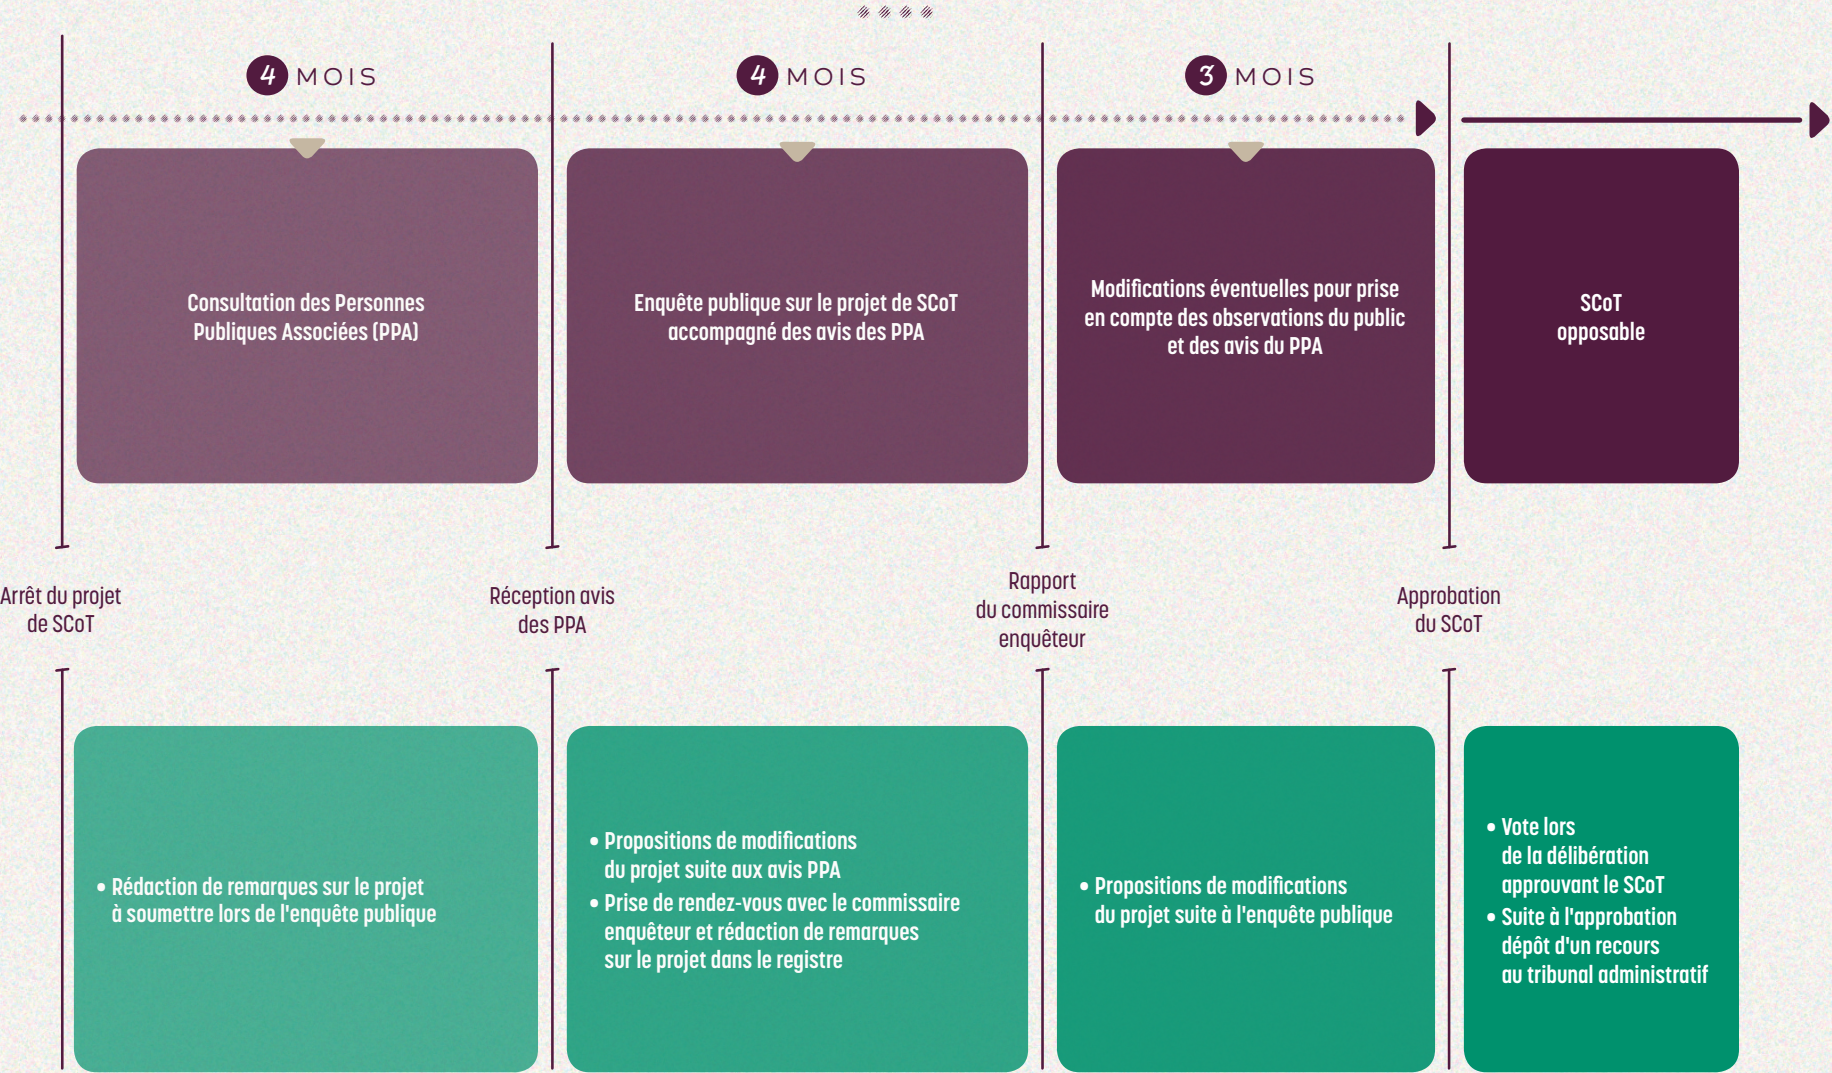 4 MOIS
4 MOIS
3 MOIS
Consultation des Personnes
Publiques Associées (PPA)
Enquête publique sur le projet de SCoT
accompagné des avis des PPA
Modifications éventuelles pour prise
en compte des observations du public
et des avis du PPA
SCoT
opposable
Arrêt du projet
de SCoT
Réception avis
des PPA
Rapport
du commissaire
enquêteur
Approbation
du SCoT
• Rédaction de remarques sur le projet
à soumettre lors de l'enquête publique
• Propositions de modifications
du projet suite aux avis PPA
• Prise de rendez-vous avec le commissaire
enquêteur et rédaction de remarques
sur le projet dans le registre
• Propositions de modifications
du projet suite à l'enquête publique
• Vote lors
de la délibération
approuvant le SCoT
• Suite à l'approbation
dépôt d'un recours
au tribunal administratif